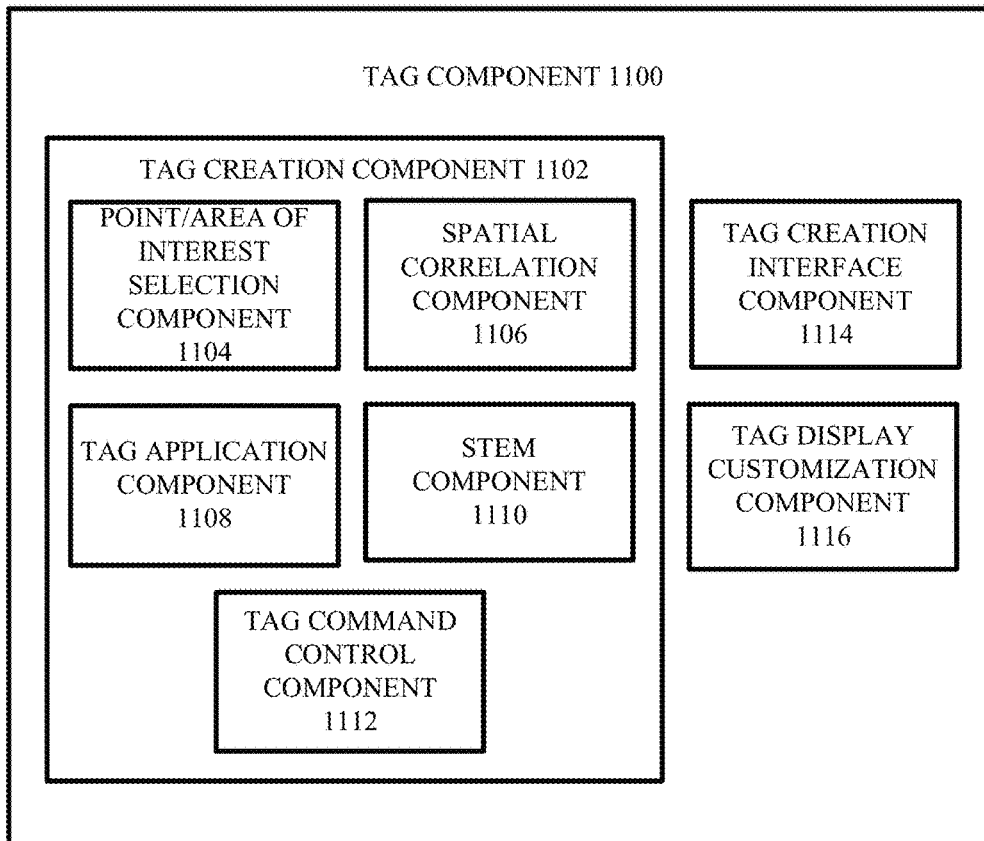 TAG COMPONENT 1100
TAG CREATION COMPONENT 1102
POINT/AREA OF
INTEREST
SELECTION
COMPONENT
1104
SPATIAL
CORRELATION
COMPONENT
1106
TAG CREATION
INTERFACE
COMPONENT
1114
TAG APPLICATION
COMPONENT
1108
STEM
COMPONENT
1110
TAG DISPLAY
CUSTOMIZATION
COMPONENT
1116
TAG COMMAND
CONTROL
COMPONENT
1112